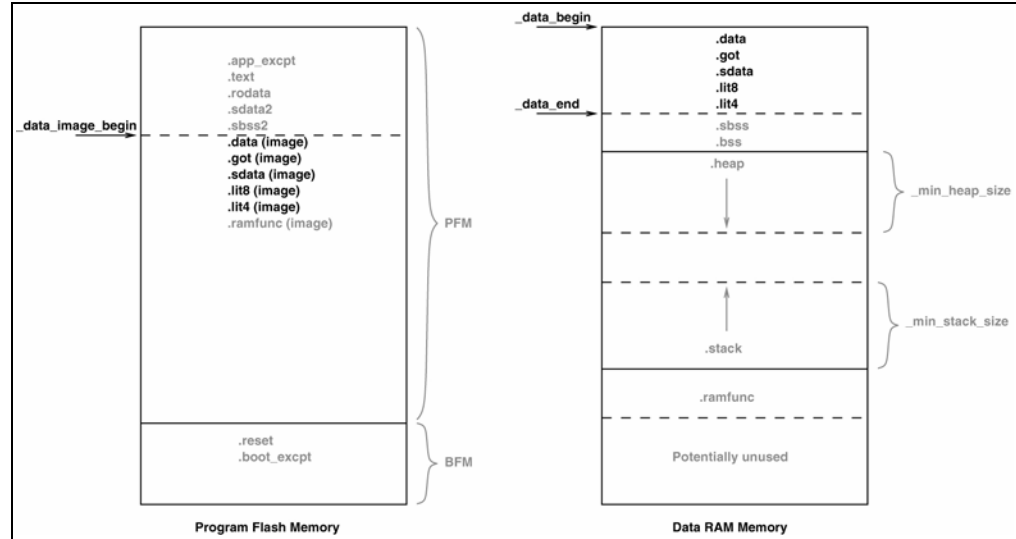 _data_begin
.app_excpt
.text
.rodata
.sdata2
.sbss2
_data_image_begin
.data (image)
.got (image)
.sdata (image)
.lit8 (image)
.lit4 (image)
.ramfunc (image)
PFM
.reset
.boot_excpt
BFM
Program Flash Memory
.data
.got
.sdata
.lit8
.lit4
_data_end
.sbss
.bss
.heap
_min_heap_size
_min_stack_size
.stack
.ramfunc
Potentially unused
Data RAM Memory